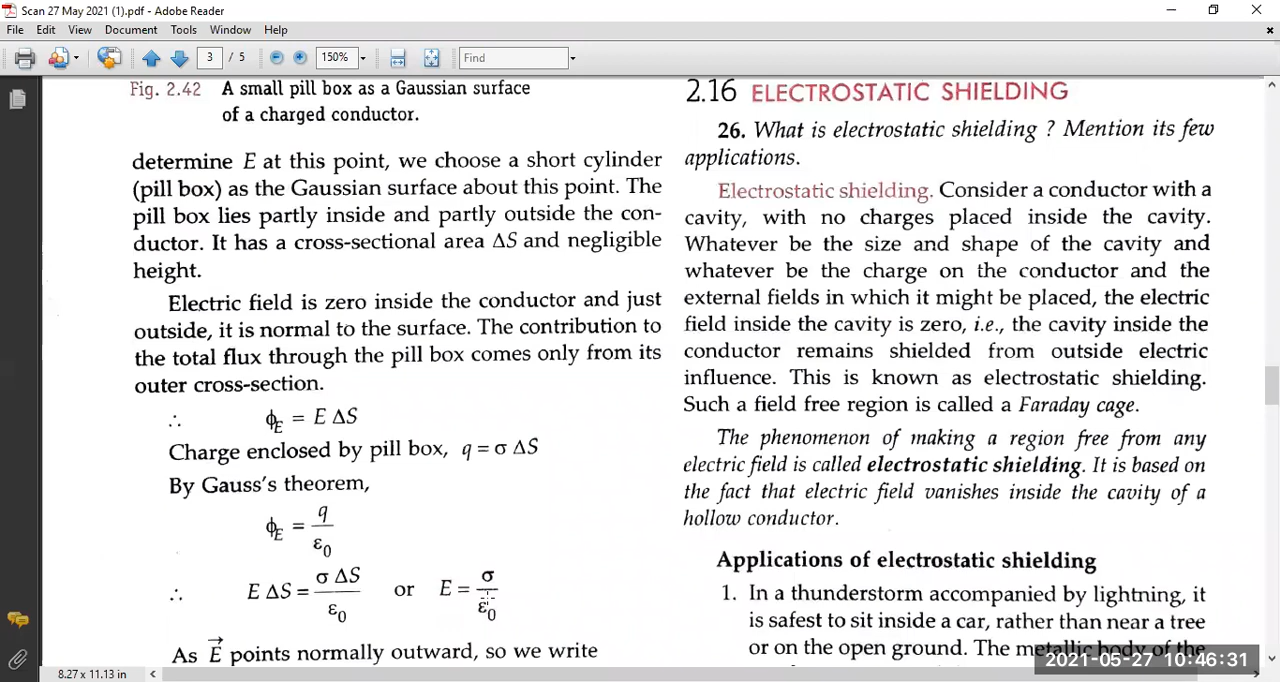 Scan 27 May 2021 (1).pdf - Adobe Reader
File Edit View Document Tools Window Help
3 / 5 150% Find
Fig. 2.42 A small pill box as a Gaussian surface
of a charged conductor.
determine E at this point, we choose a short cylinder
(pill box) as the Gaussian surface about this point. The
pill box lies partly inside and partly outside the con-
ductor. It has a cross-sectional area ΔS and negligible
height.
Electric field is zero inside the conductor and just
outside, it is normal to the surface. The contribution to
the total flux through the pill box comes only from its
outer cross-section.
∴ ϕE = E ΔS
Charge enclosed by pill box, q = σ ΔS
By Gauss's theorem,
ϕE = q / ε0
∴ E ΔS = σ ΔS / ε0 or E = σ / ε0
As E⃗ points normally outward, so we write
2.16 ELECTROSTATIC SHIELDING
26. What is electrostatic shielding ? Mention its few
applications.
Electrostatic shielding. Consider a conductor with a
cavity, with no charges placed inside the cavity.
Whatever be the size and shape of the cavity and
whatever be the charge on the conductor and the
external fields in which it might be placed, the electric
field inside the cavity is zero, i.e., the cavity inside the
conductor remains shielded from outside electric
influence. This is known as electrostatic shielding.
Such a field free region is called a Faraday cage.
The phenomenon of making a region free from any
electric field is called electrostatic shielding. It is based on
the fact that electric field vanishes inside the cavity of a
hollow conductor.
Applications of electrostatic shielding
1. In a thunderstorm accompanied by lightning, it
is safest to sit inside a car, rather than near a tree
or on the open ground. The metallic body of the
2021-05-27 10:46:31
8.27 x 11.13 in